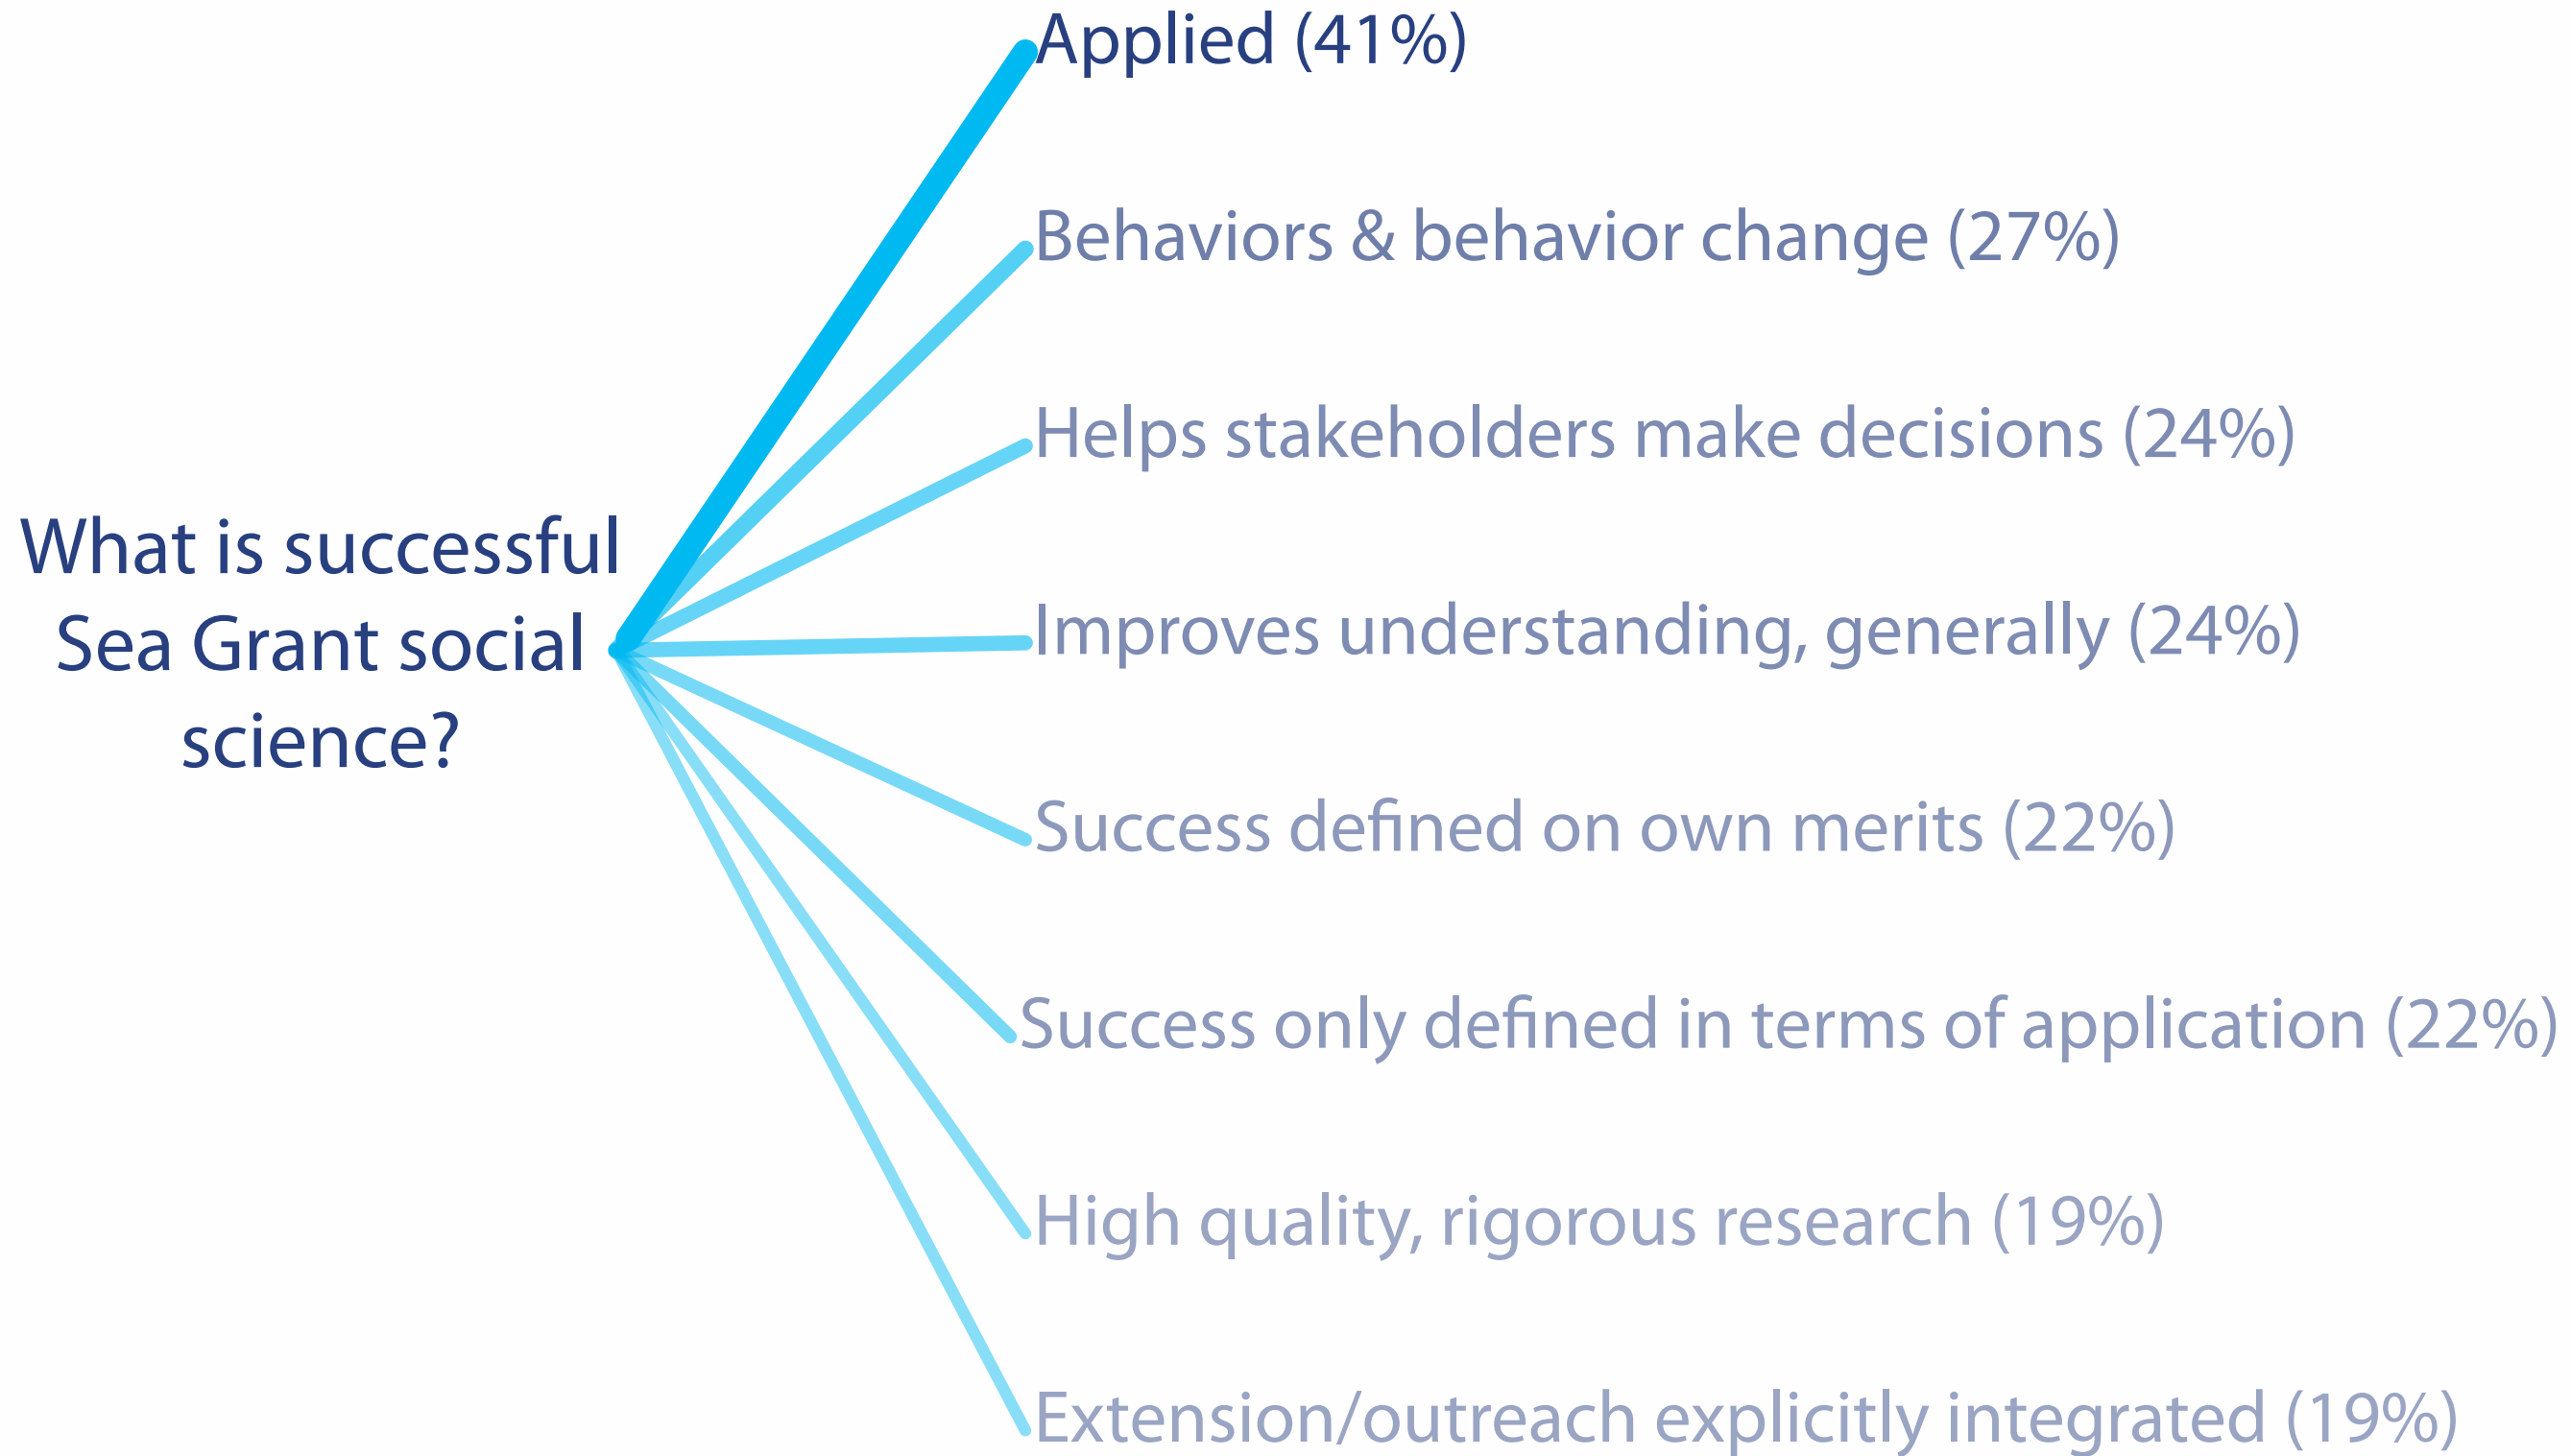 What is successful
Sea Grant social
science?
Applied (41%)
Behaviors & behavior change (27%)
Helps stakeholders make decisions (24%)
Improves understanding, generally (24%)
Success defined on own merits (22%)
Success only defined in terms of application (22%)
High quality, rigorous research (19%)
Extension/outreach explicitly integrated (19%)